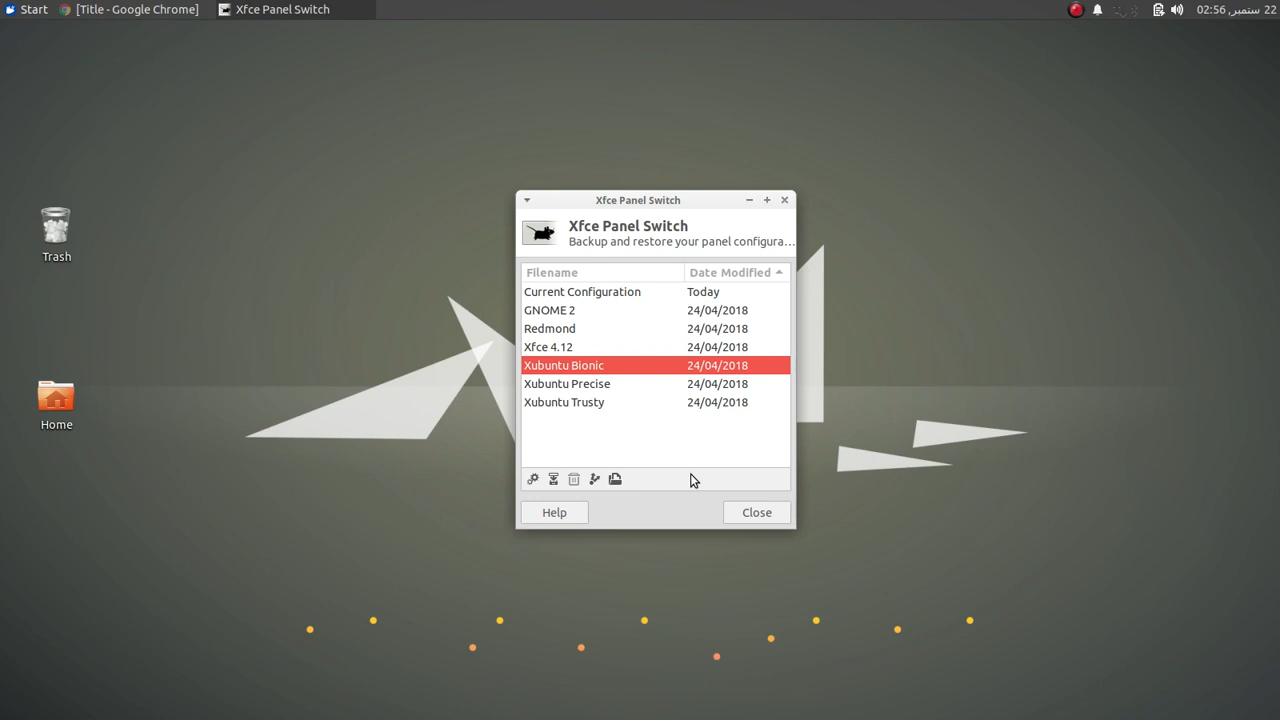 Start
[Title - Google Chrome]
Xfce Panel Switch
22 ستمبر, 02:56
Trash
Home
Xfce Panel Switch
Xfce Panel Switch
Backup and restore your panel configura...
Filename Date Modified
Current Configuration Today
GNOME 2 24/04/2018
Redmond 24/04/2018
Xfce 4.12 24/04/2018
Xubuntu Bionic 24/04/2018
Xubuntu Precise 24/04/2018
Xubuntu Trusty 24/04/2018
Help
Close